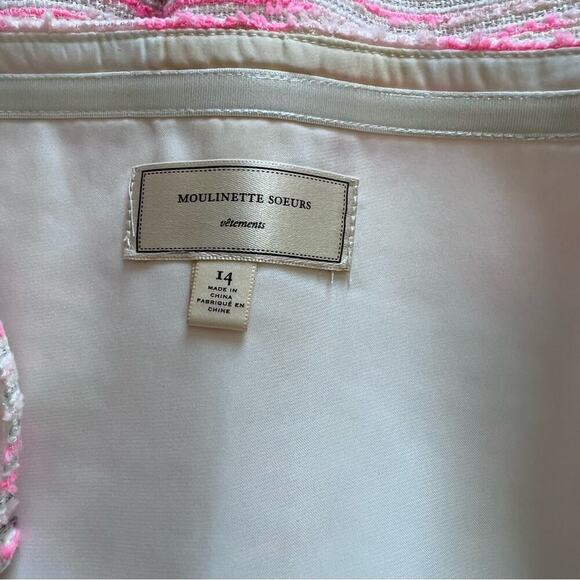 MOULINETTE SOEURS
vêtements
14
MADE IN
CHINA
FABRIQUÉ EN
CHINE